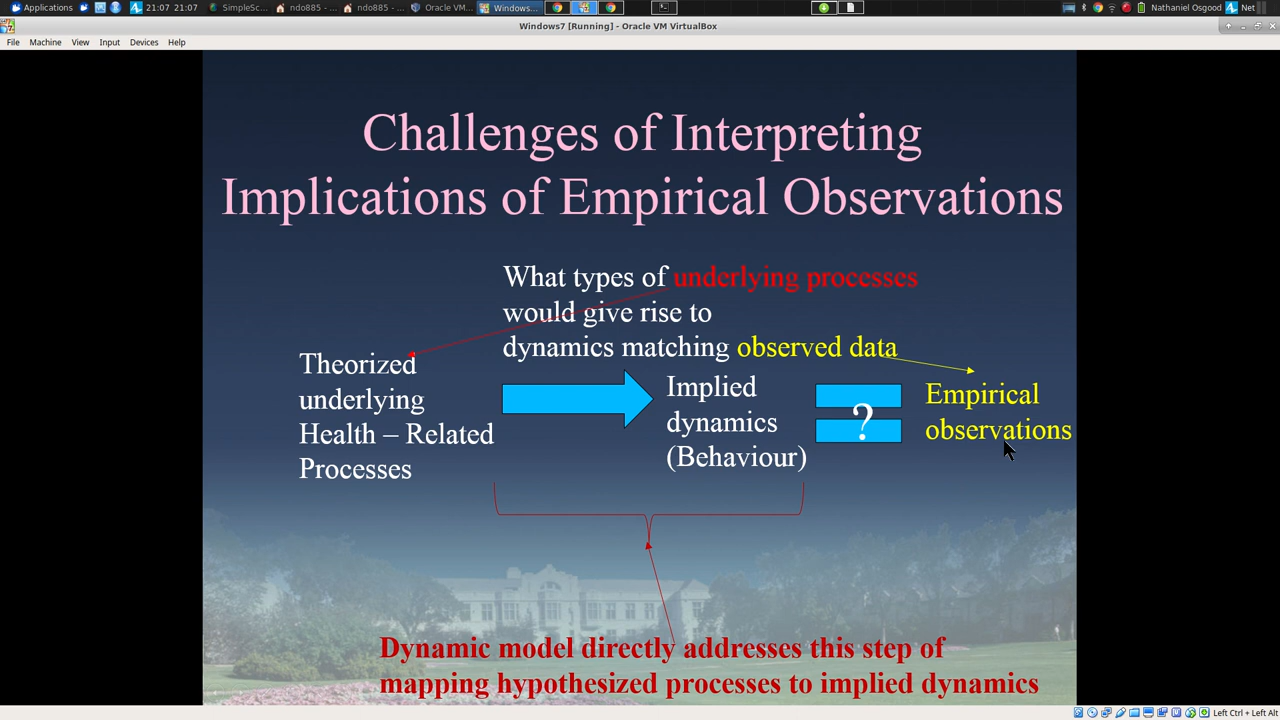 Applications
21:07 21:07
SimpleSc...
ndo885 - ...
ndo885 - ...
Oracle VM...
Windows...
Nathaniel Osgood
Net
Windows7 [Running] - Oracle VM VirtualBox
File Machine View Input Devices Help
Challenges of Interpreting
Implications of Empirical Observations
What types of underlying processes
would give rise to
dynamics matching observed data
Theorized
underlying
Health – Related
Processes
Implied
dynamics
(Behaviour)
?
Empirical
observations
Dynamic model directly addresses this step of
mapping hypothesized processes to implied dynamics
Left Ctrl + Left Alt